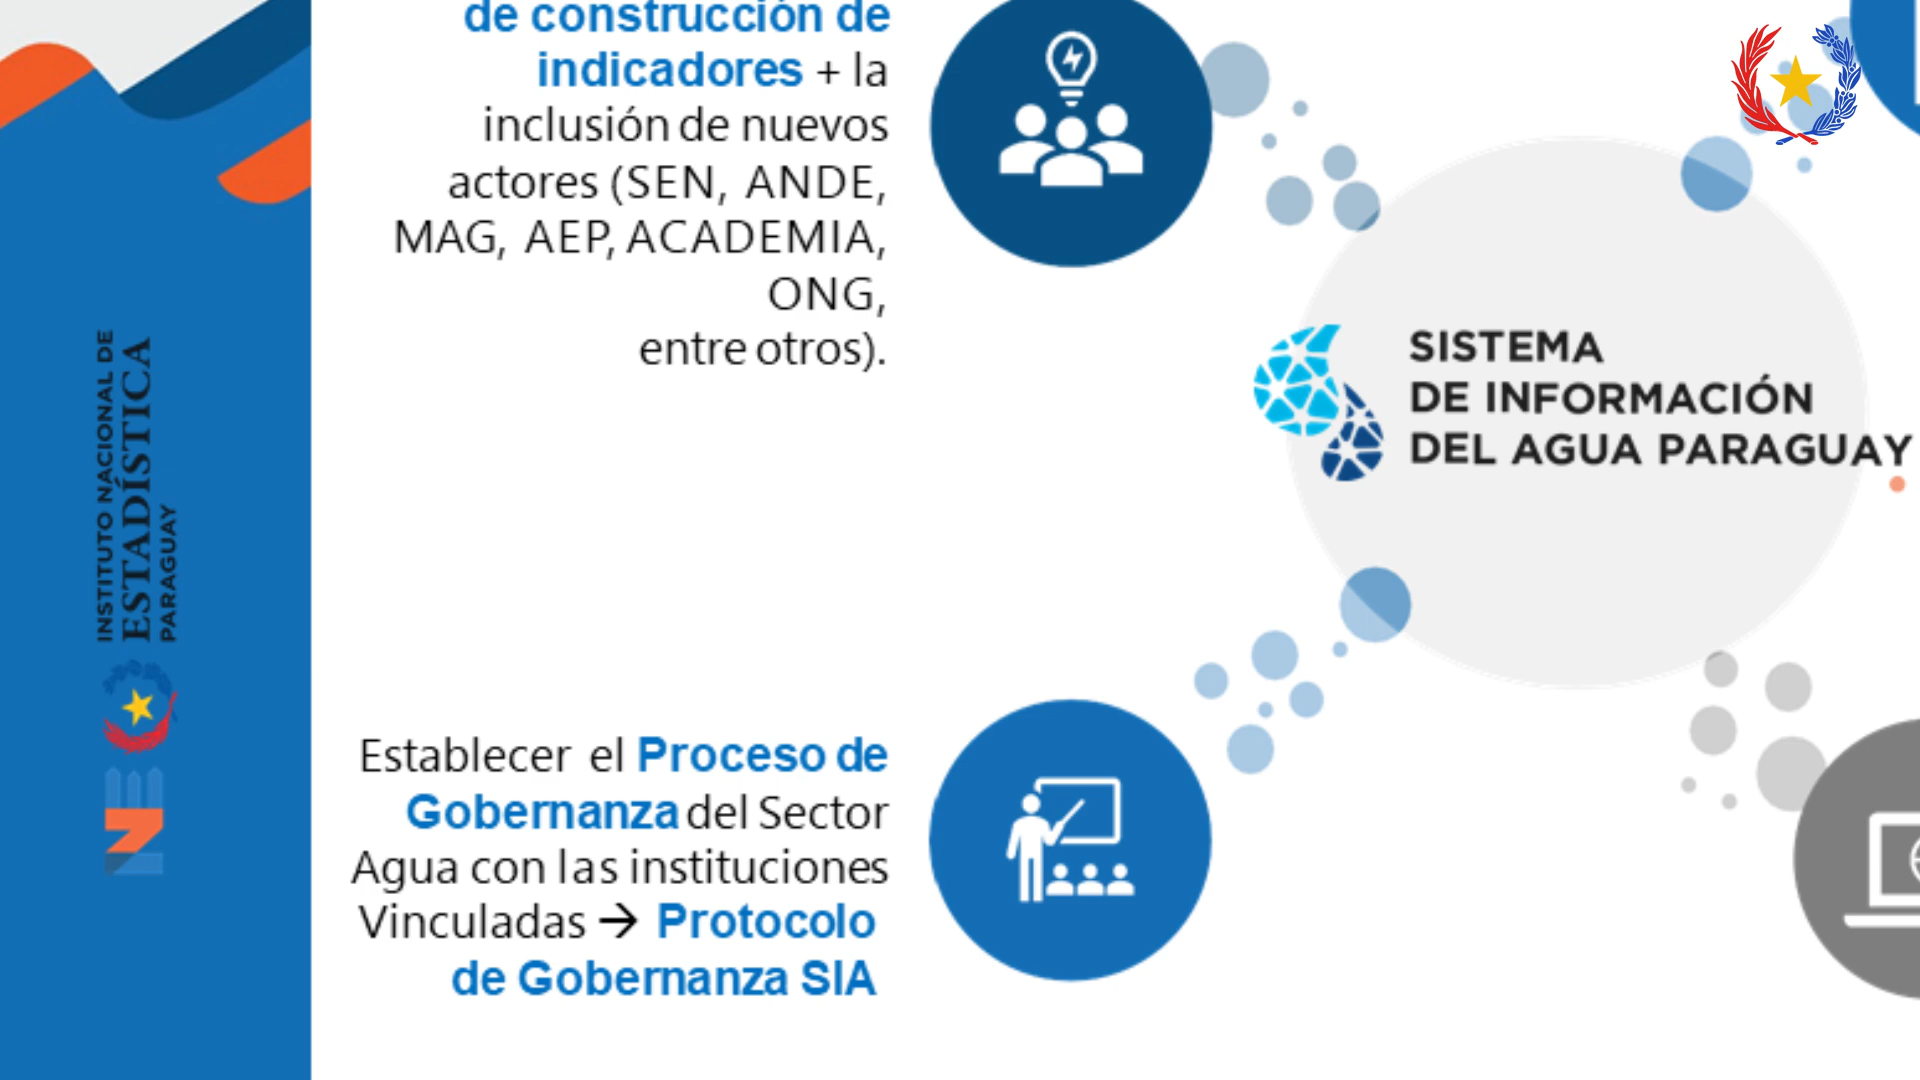 de construcción de
indicadores + la
inclusión de nuevos
actores (SEN, ANDE,
MAG, AEP, ACADEMIA,
ONG,
entre otros).
SISTEMA
DE INFORMACIÓN
DEL AGUA PARAGUAY
Establecer el Proceso de
Gobernanza del Sector
Agua con las instituciones
Vinculadas → Protocolo
de Gobernanza SIA
INSTITUTO NACIONAL DE
ESTADÍSTICA
PARAGUAY
INE